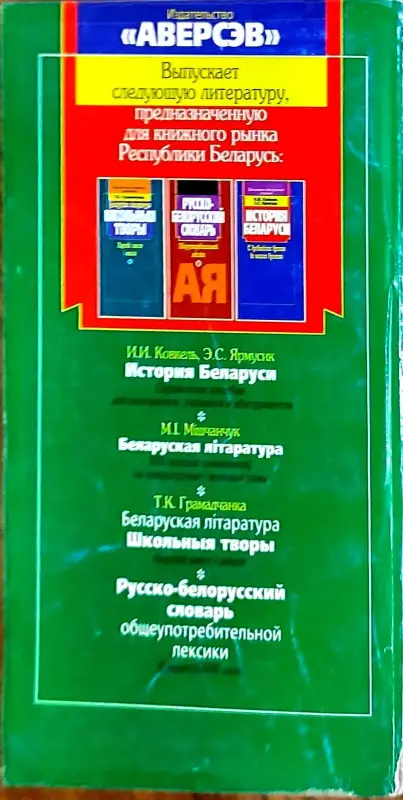 Издательство
«АВЕРСЭВ»
Выпускает
следующую литературу,
предназначенную
для книжного рынка
Республики Беларусь:
ШКОЛЬНЫЯ
ТВОРЫ
РУССКО-
БЕЛОРУССКИЙ
СЛОВАРЬ
АЯ
ИСТОРИЯ
БЕЛАРУСИ
И.И. Ковкель, Э.С. Ярмусик
История Беларуси
*
М.І. Мішчанчук
Беларуская літаратура
*
Т.К. Грамадчанка
Беларуская літаратура
Школьныя творы
*
Русско-белорусский
словарь
общеупотребительной
лексики